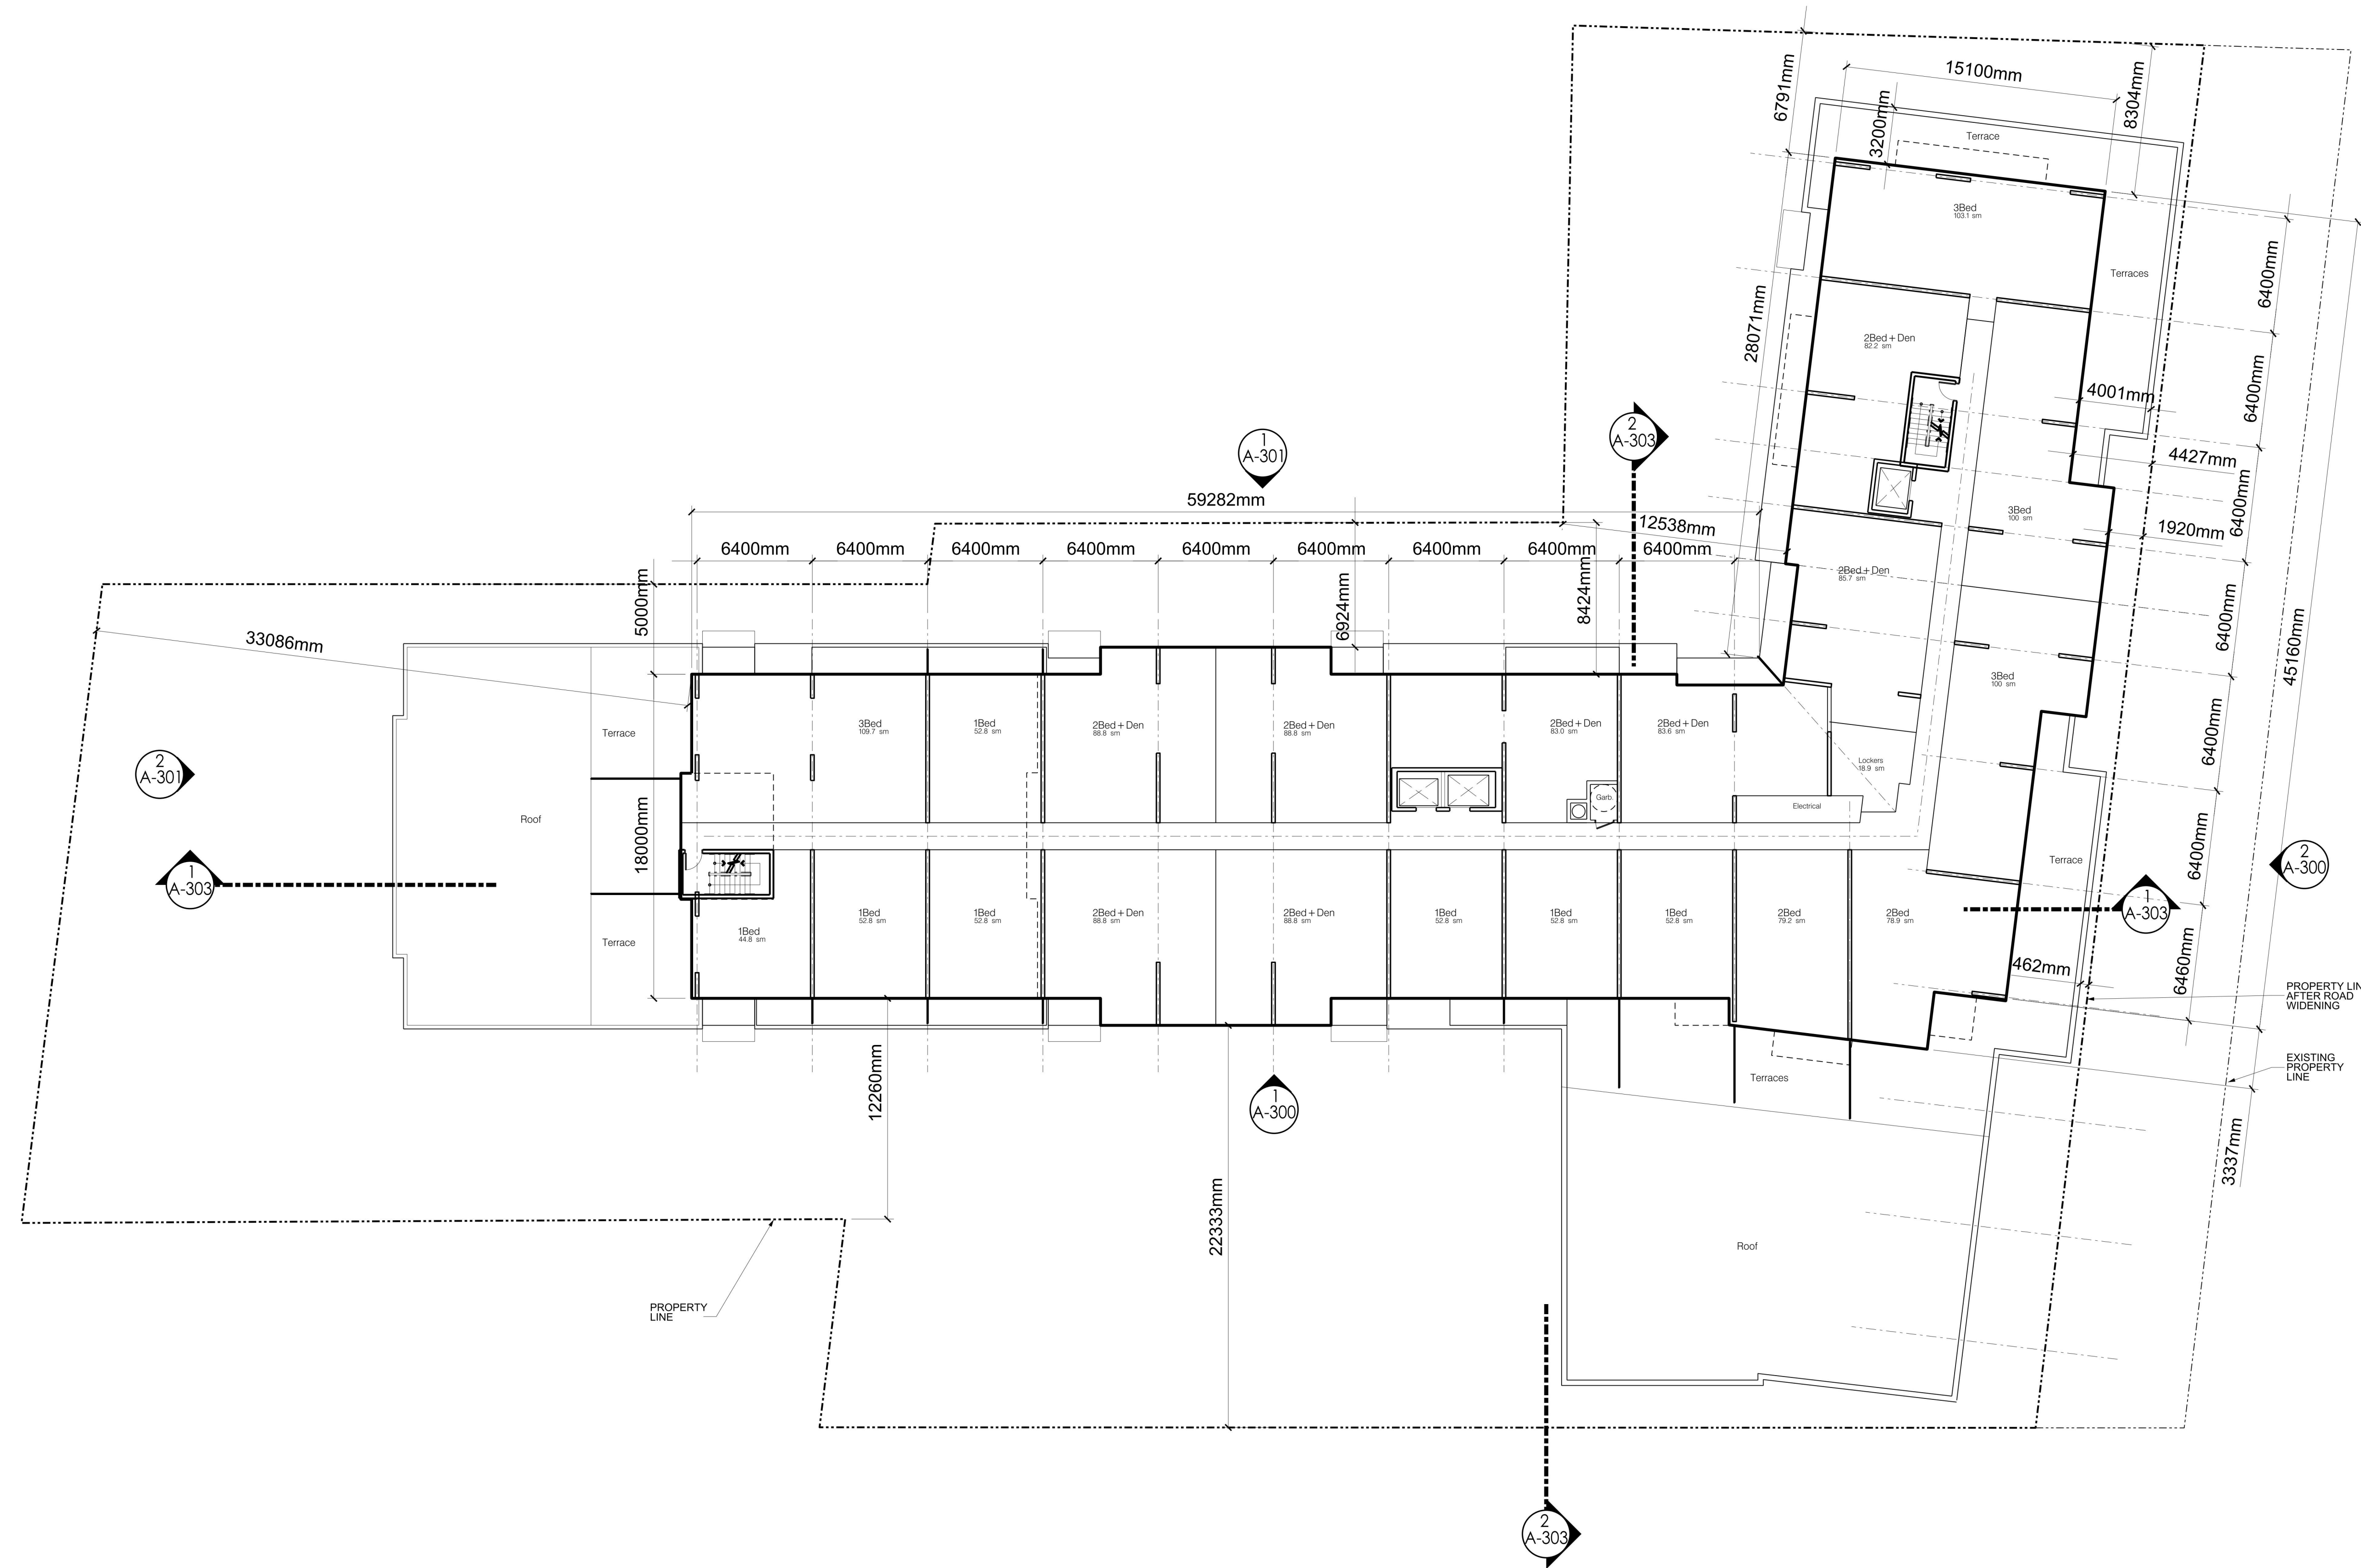 15100mm
6791mm
8304mm
3200mm
Terrace
3Bed
103.1 sm
Terraces
6400mm
28071mm
2Bed+Den
82.2 sm
6400mm
4001mm
2
A-303
1
A-301
4427mm
6400mm
59282mm
3Bed
100 sm
12538mm
1920mm
6400mm
6400mm
6400mm
6400mm
6400mm
6400mm
6400mm
6400mm
6400mm
2Bed+Den
85.7 sm
5000mm
6924mm
8424mm
6400mm
33086mm
45160mm
3Bed
100 sm
3Bed
109.7 sm
1Bed
52.8 sm
2Bed+Den
88.8 sm
2Bed+Den
88.8 sm
2Bed+Den
83.0 sm
2Bed+Den
83.6 sm
Terrace
6400mm
2
A-301
Lockers
18.9 sm
Garb.
Electrical
Roof
18000mm
6400mm
Terrace
2
A-300
1
A-303
1
A-303
1Bed
44.8 sm
1Bed
52.8 sm
1Bed
52.8 sm
2Bed+Den
88.8 sm
2Bed+Den
88.8 sm
1Bed
52.8 sm
1Bed
52.8 sm
1Bed
52.8 sm
2Bed
79.2 sm
2Bed
78.9 sm
Terrace
462mm
6460mm
PROPERTY LIN
AFTER ROAD
WIDENING
12260mm
Terraces
EXISTING
PROPERTY
LINE
1
A-300
3337mm
22333mm
Roof
PROPERTY
LINE
2
A-303